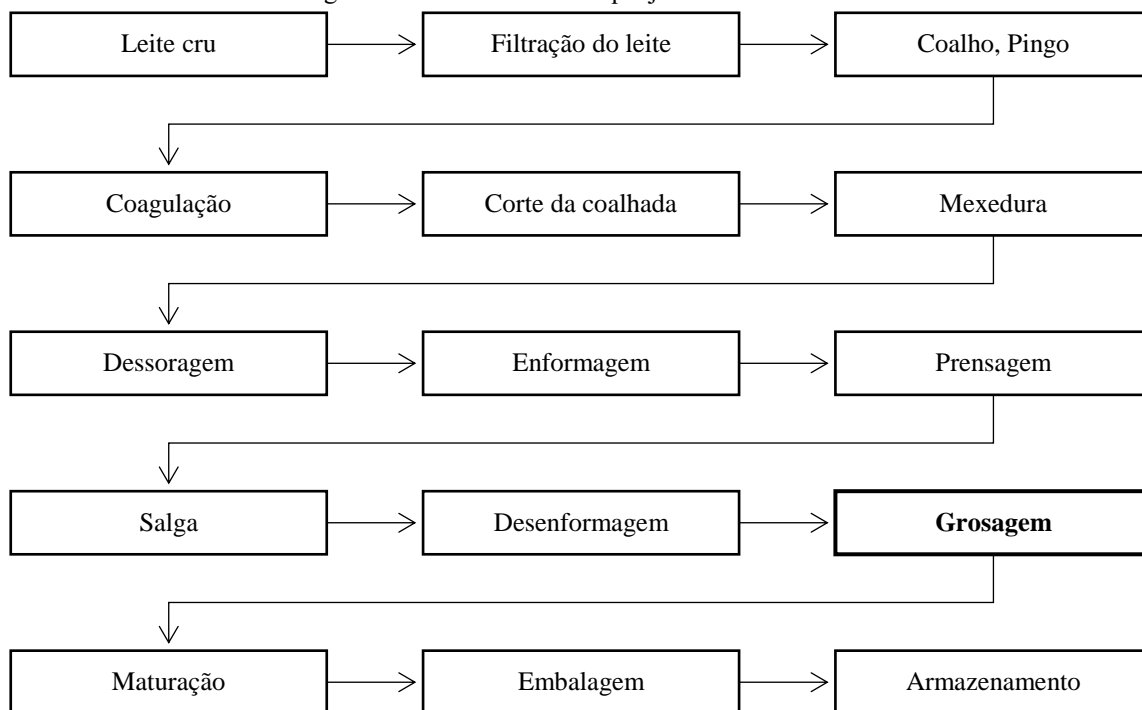 Leite cru
Filtração do leite
Coalho, Pingo
Coagulação
Corte da coalhada
Mexedura
Dessoragem
Enformagem
Prensagem
Salga
Desenformagem
Grosagem
Maturação
Embalagem
Armazenamento